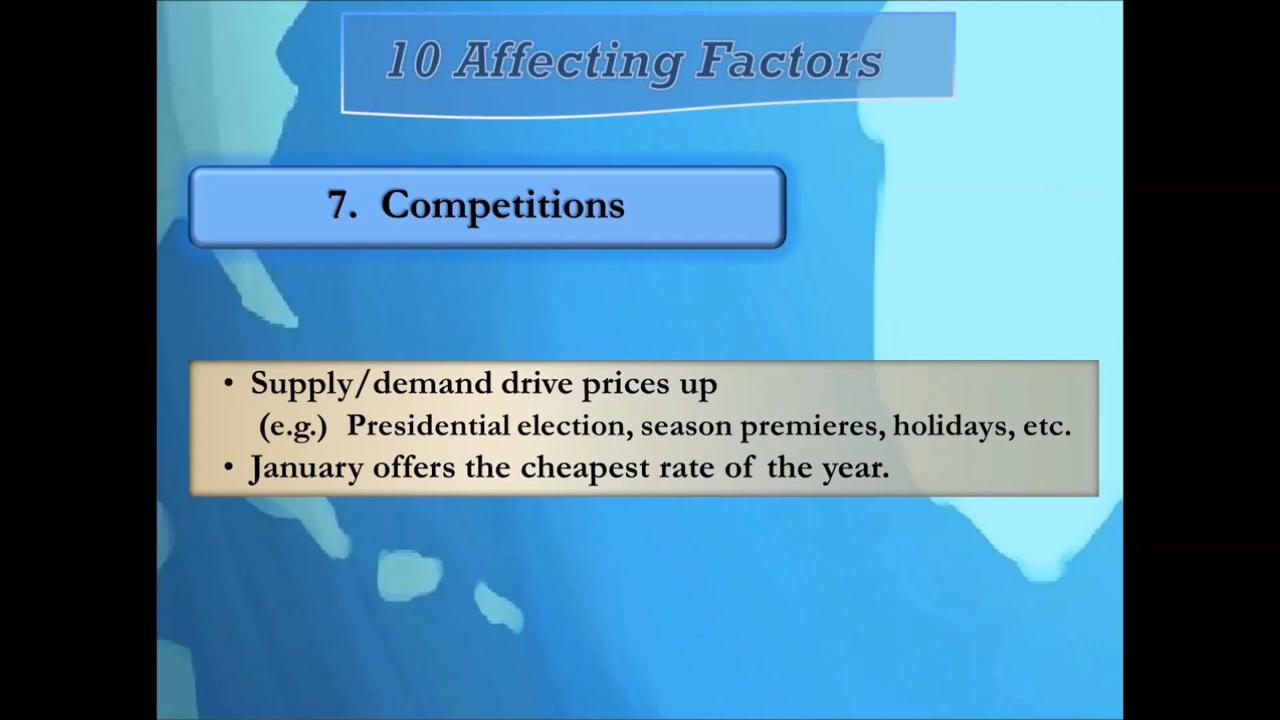 10 Affecting Factors
7. Competitions
• Supply/demand drive prices up
(e.g.) Presidential election, season premieres, holidays, etc.
• January offers the cheapest rate of the year.